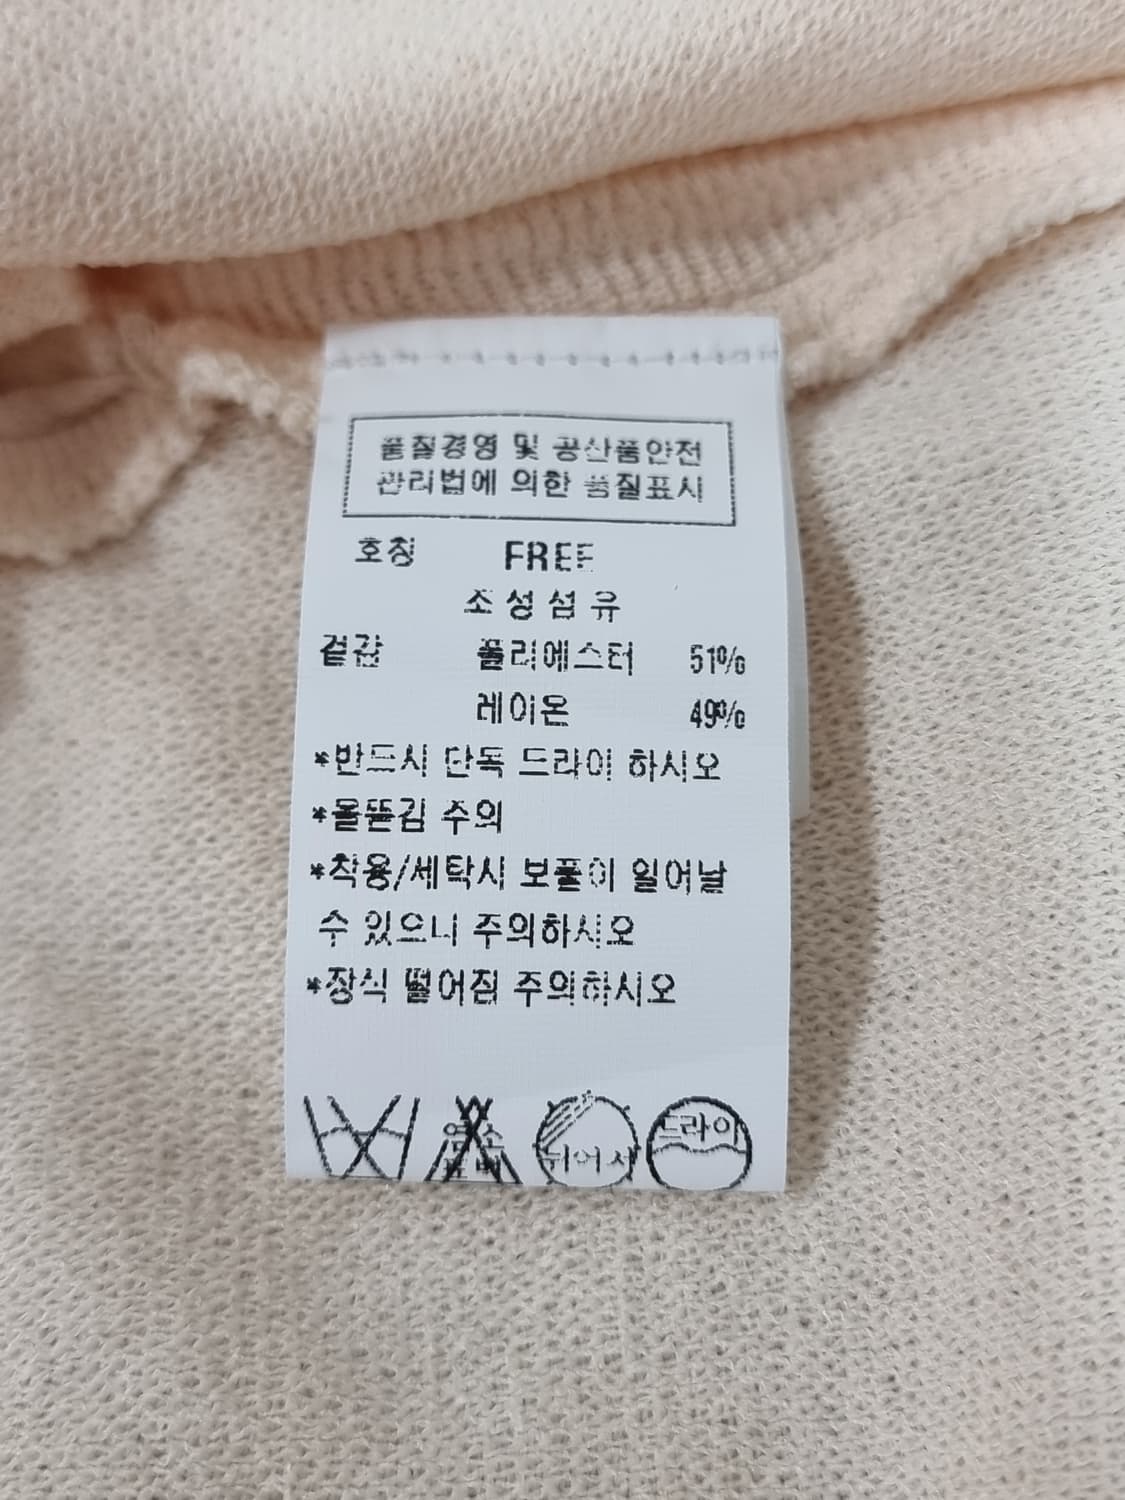 품질경영 및 공산품안전
관리법에 의한 품질표시
호칭 FREE
조성섬유
겉감 폴리에스터 51%
레이온 49%
*반드시 단독 드라이 하시오
*올뜯김 주의
*착용/세탁시 보풀이 일어날
수 있으니 주의하시오
*장식 떨어짐 주의하시오
염소
표백
뉘어서
드라이